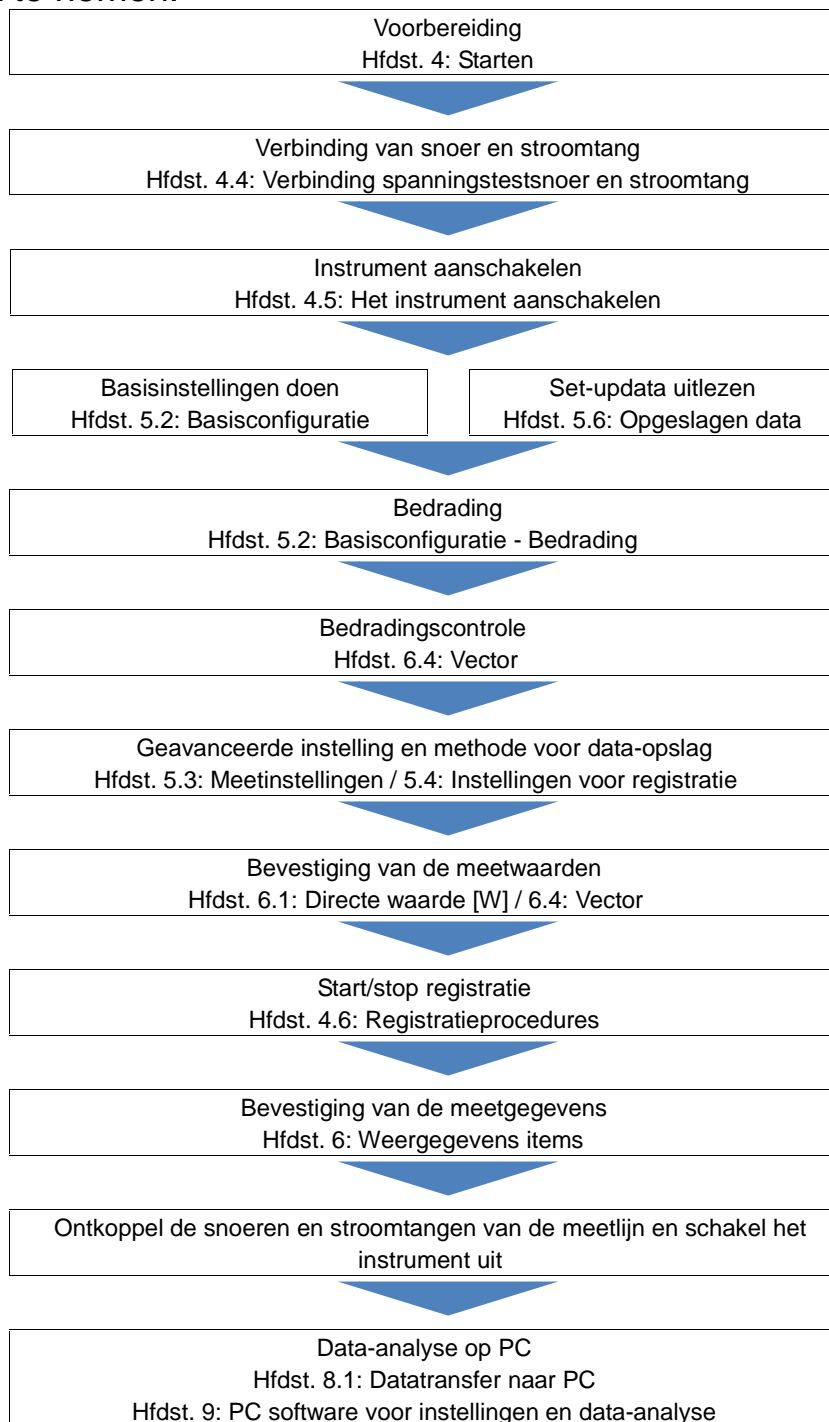 te nemen.
Voorbereiding
Hfdst. 4: Starten
Verbinding van snoer en stroomtang
Hfdst. 4.4: Verbinding spanningstestsnoer en stroomtang
Instrument aanschakelen
Hfdst. 4.5: Het instrument aanschakelen
Basisinstellingen doen
Hfdst. 5.2: Basisconfiguratie
Set-updata uitlezen
Hfdst. 5.6: Opgeslagen data
Bedrading
Hfdst. 5.2: Basisconfiguratie - Bedrading
Bedradingscontrole
Hfdst. 6.4: Vector
Geavanceerde instelling en methode voor data-opslag
Hfdst. 5.3: Meetinstellingen / 5.4: Instellingen voor registratie
Bevestiging van de meetwaarden
Hfdst. 6.1: Directe waarde [W] / 6.4: Vector
Start/stop registratie
Hfdst. 4.6: Registratieprocedures
Bevestiging van de meetgegevens
Hfdst. 6: Weergegevens items
Ontkoppel de snoeren en stroomtangen van de meetlijn en schakel het
instrument uit
Data-analyse op PC
Hfdst. 8.1: Datatransfer naar PC
Hfdst. 9: PC software voor instellingen en data-analyse